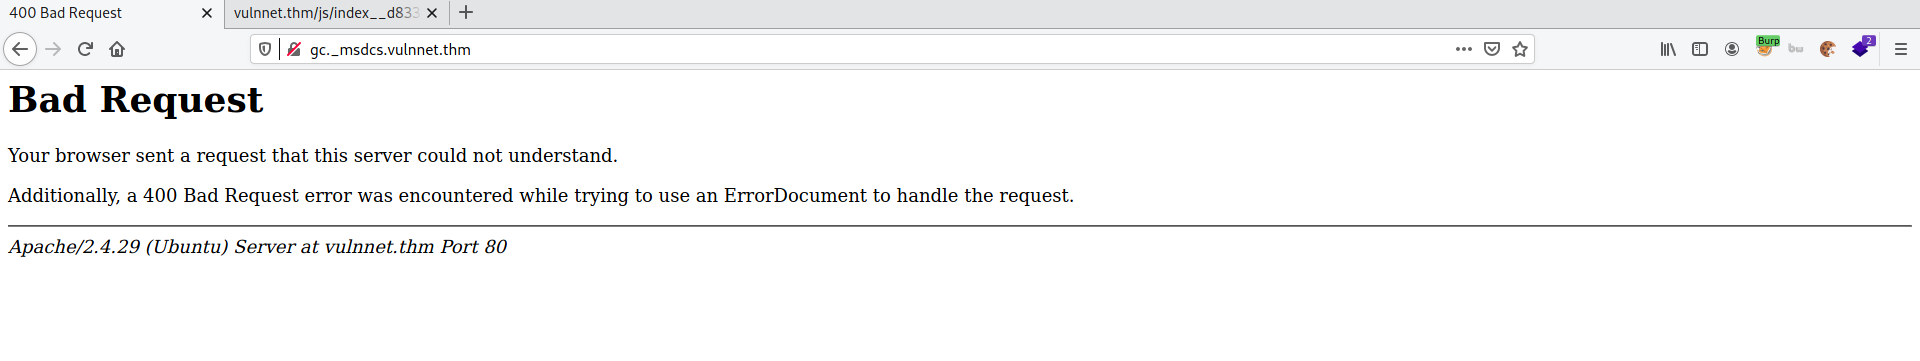 400 Bad Request
vulnnet.thm/js/index__d833
gc._msdcs.vulnnet.thm
Burp
2
Bad Request
Your browser sent a request that this server could not understand.
Additionally, a 400 Bad Request error was encountered while trying to use an ErrorDocument to handle the request.
Apache/2.4.29 (Ubuntu) Server at vulnnet.thm Port 80